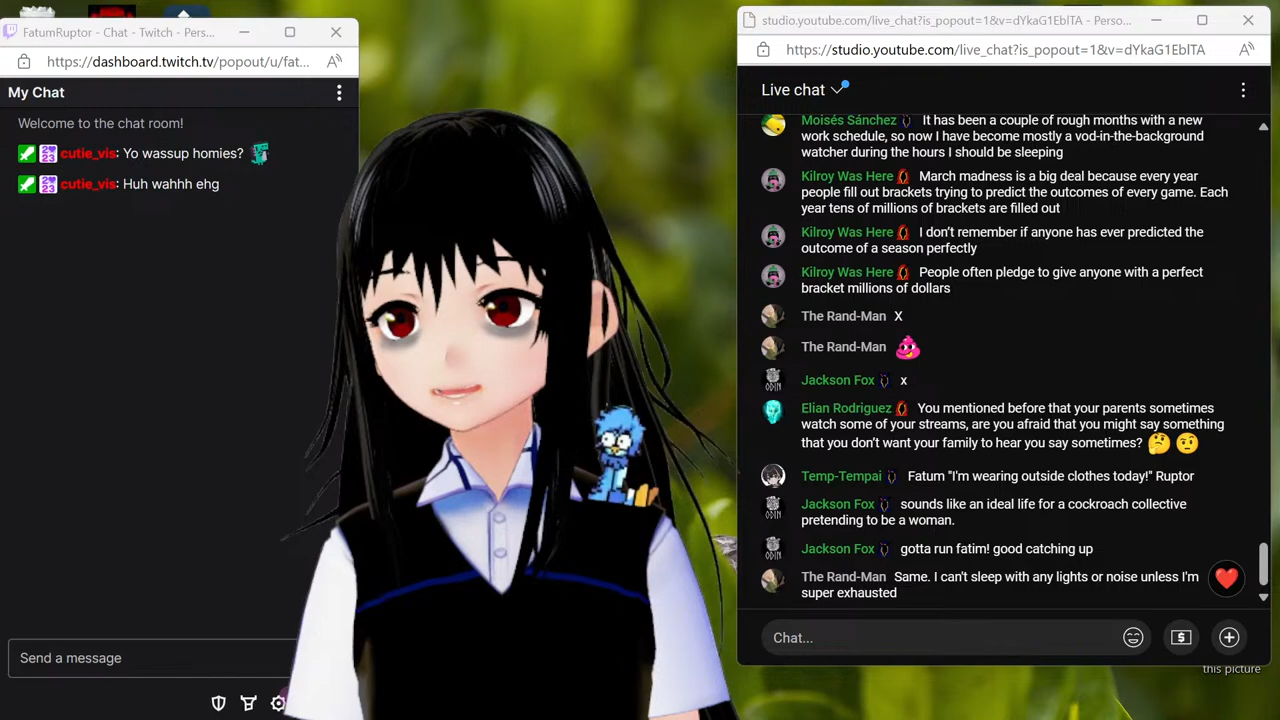 FatumRuptor - Chat - Twitch - Pers...
https://dashboard.twitch.tv/popout/u/fat...
My Chat
Welcome to the chat room!
cutie_vis: Yo wassup homies?
cutie_vis: Huh wahhh ehg
Send a message
studio.youtube.com/live_chat?is_popout=1&v=dYkaG1EblTA - Perso...
https://studio.youtube.com/live_chat?is_popout=1&v=dYkaG1EblTA
Live chat
Moisés Sánchez It has been a couple of rough months with a new
work schedule, so now I have become mostly a vod-in-the-background
watcher during the hours I should be sleeping
Kilroy Was Here March madness is a big deal because every year
people fill out brackets trying to predict the outcomes of every game. Each
year tens of millions of brackets are filled out
Kilroy Was Here I don't remember if anyone has ever predicted the
outcome of a season perfectly
Kilroy Was Here People often pledge to give anyone with a perfect
bracket millions of dollars
The Rand-Man X
The Rand-Man
Jackson Fox x
Elian Rodriguez You mentioned before that your parents sometimes
watch some of your streams, are you afraid that you might say something
that you don't want your family to hear you say sometimes?
Temp-Tempai Fatum "I'm wearing outside clothes today!" Ruptor
Jackson Fox sounds like an ideal life for a cockroach collective
pretending to be a woman.
Jackson Fox gotta run fatim! good catching up
The Rand-Man Same. I can't sleep with any lights or noise unless I'm
super exhausted
Chat...
this picture